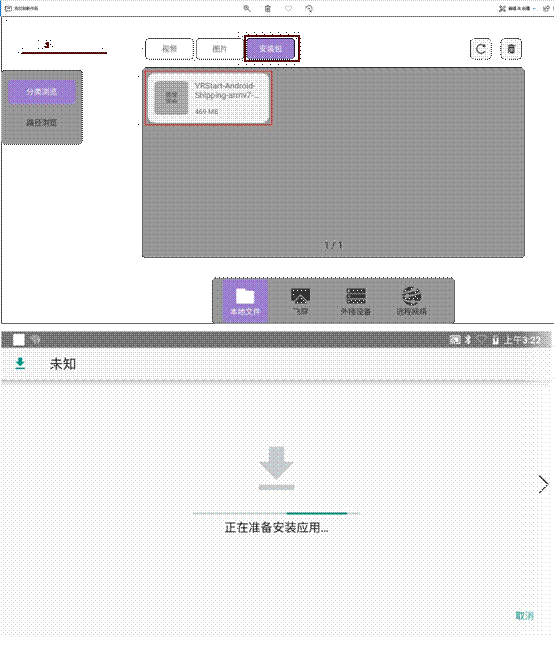 3
视频
图片
安装包
分类浏览
路径浏览
VRStart-Android-
Shipping-armv7-...
469 MB
1 / 1
本地文件
飞屏
外接设备
远程网络
上午3:22
未知
正在准备安装应用...
取消